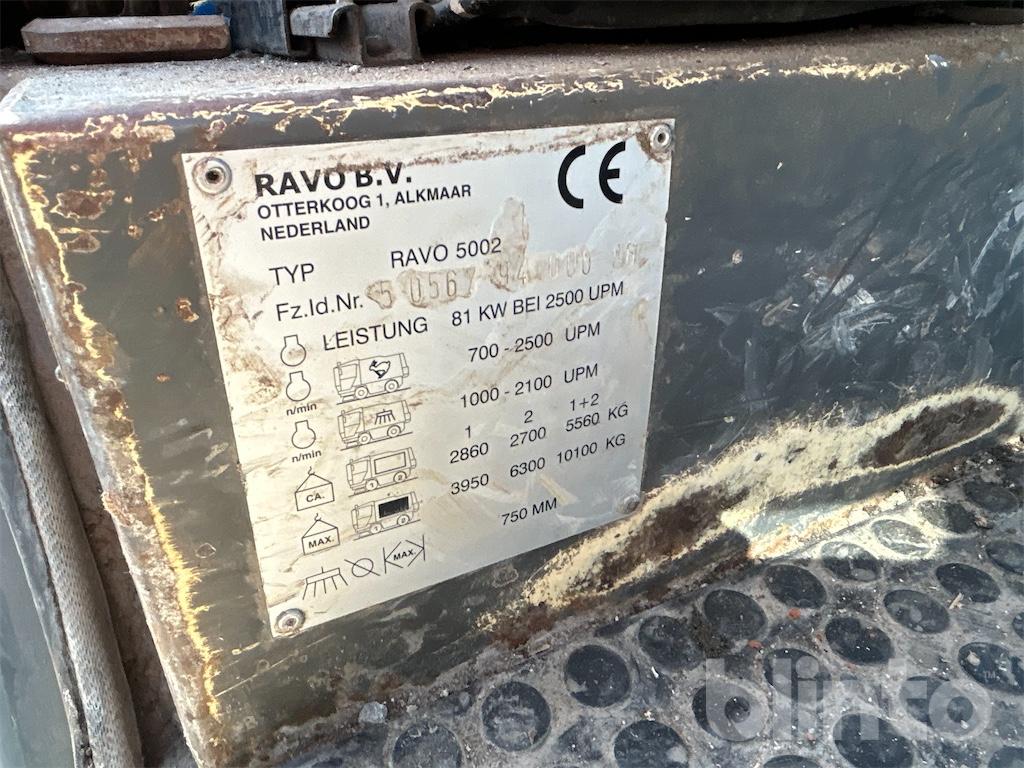 RAVO B.V.
OTTERKOOG 1, ALKMAAR
NEDERLAND
CE
TYP RAVO 5002
Fz.Id.Nr.
LEISTUNG 81 KW BEI 2500 UPM
n/min 700 - 2500 UPM
n/min 1000 - 2100 UPM
1 2 1+2
CA. 2860 2700 5560 KG
MAX. 3950 6300 10100 KG
MAX. 750 MM
blinto